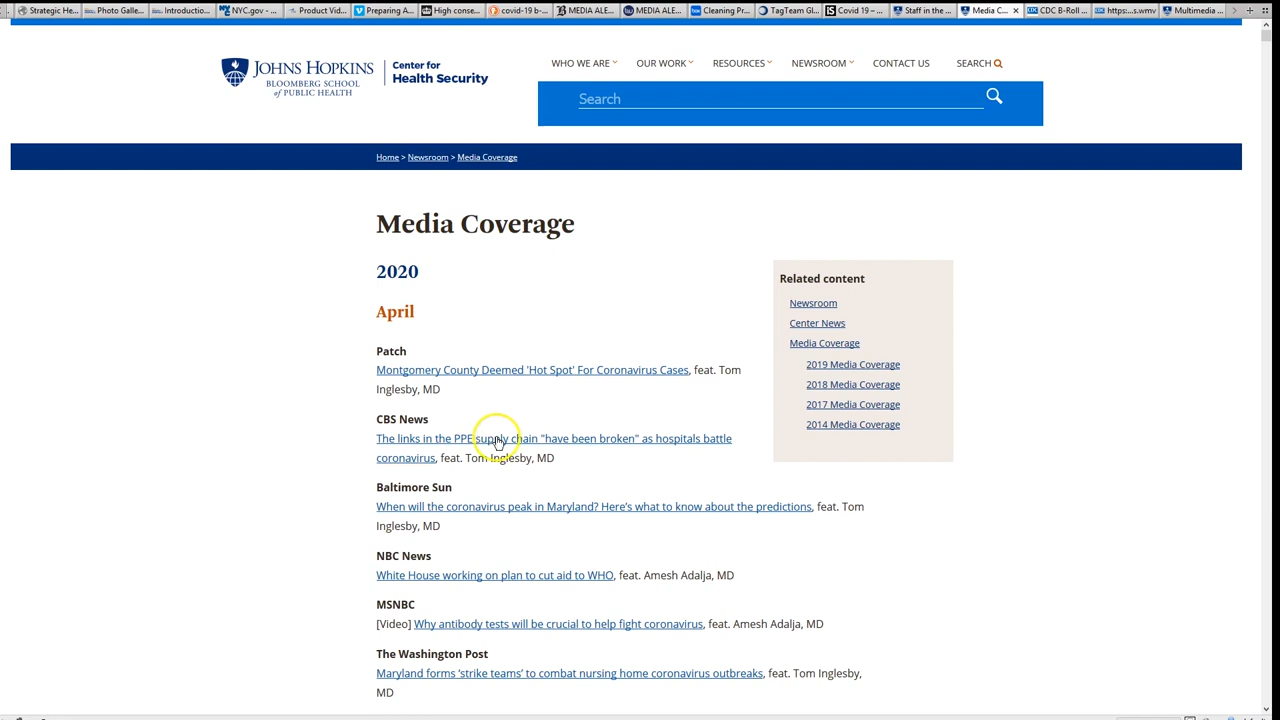 Strategic He...
Photo Galle...
Introductio...
NYC.gov - ...
Product Vid...
Preparing A...
High conse...
covid-19 b-...
MEDIA ALE...
MEDIA ALE...
Cleaning Pr...
TagTeam Gl...
Covid 19 – ...
Staff in the ...
Media C...
CDC B-Roll ...
https:...s.wmv
Multimedia ...
JOHNS HOPKINS
BLOOMBERG SCHOOL
of PUBLIC HEALTH
Center for
Health Security
WHO WE ARE
OUR WORK
RESOURCES
NEWSROOM
CONTACT US
SEARCH
Search
Home > Newsroom > Media Coverage
Media Coverage
2020
April
Patch
Montgomery County Deemed 'Hot Spot' For Coronavirus Cases, feat. Tom
Inglesby, MD
CBS News
The links in the PPE supply chain "have been broken" as hospitals battle
coronavirus, feat. Tom Inglesby, MD
Baltimore Sun
When will the coronavirus peak in Maryland? Here’s what to know about the predictions, feat. Tom
Inglesby, MD
NBC News
White House working on plan to cut aid to WHO, feat. Amesh Adalja, MD
MSNBC
[Video] Why antibody tests will be crucial to help fight coronavirus, feat. Amesh Adalja, MD
The Washington Post
Maryland forms ‘strike teams’ to combat nursing home coronavirus outbreaks, feat. Tom Inglesby,
MD
Related content
Newsroom
Center News
Media Coverage
2019 Media Coverage
2018 Media Coverage
2017 Media Coverage
2014 Media Coverage